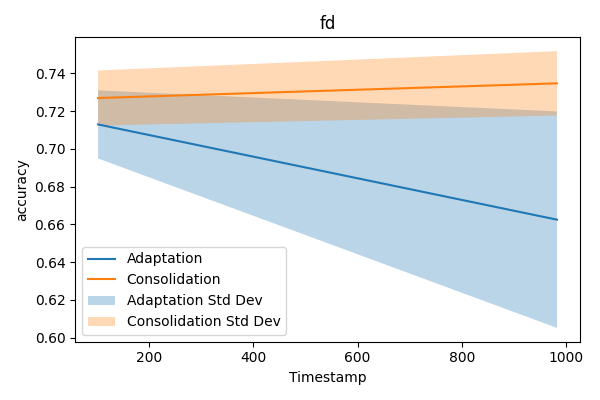 fd
accuracy
0.74
0.72
0.70
0.68
0.66
0.64
0.62
0.60
Adaptation
Consolidation
Adaptation Std Dev
Consolidation Std Dev
200 400 600 800 1000
Timestamp